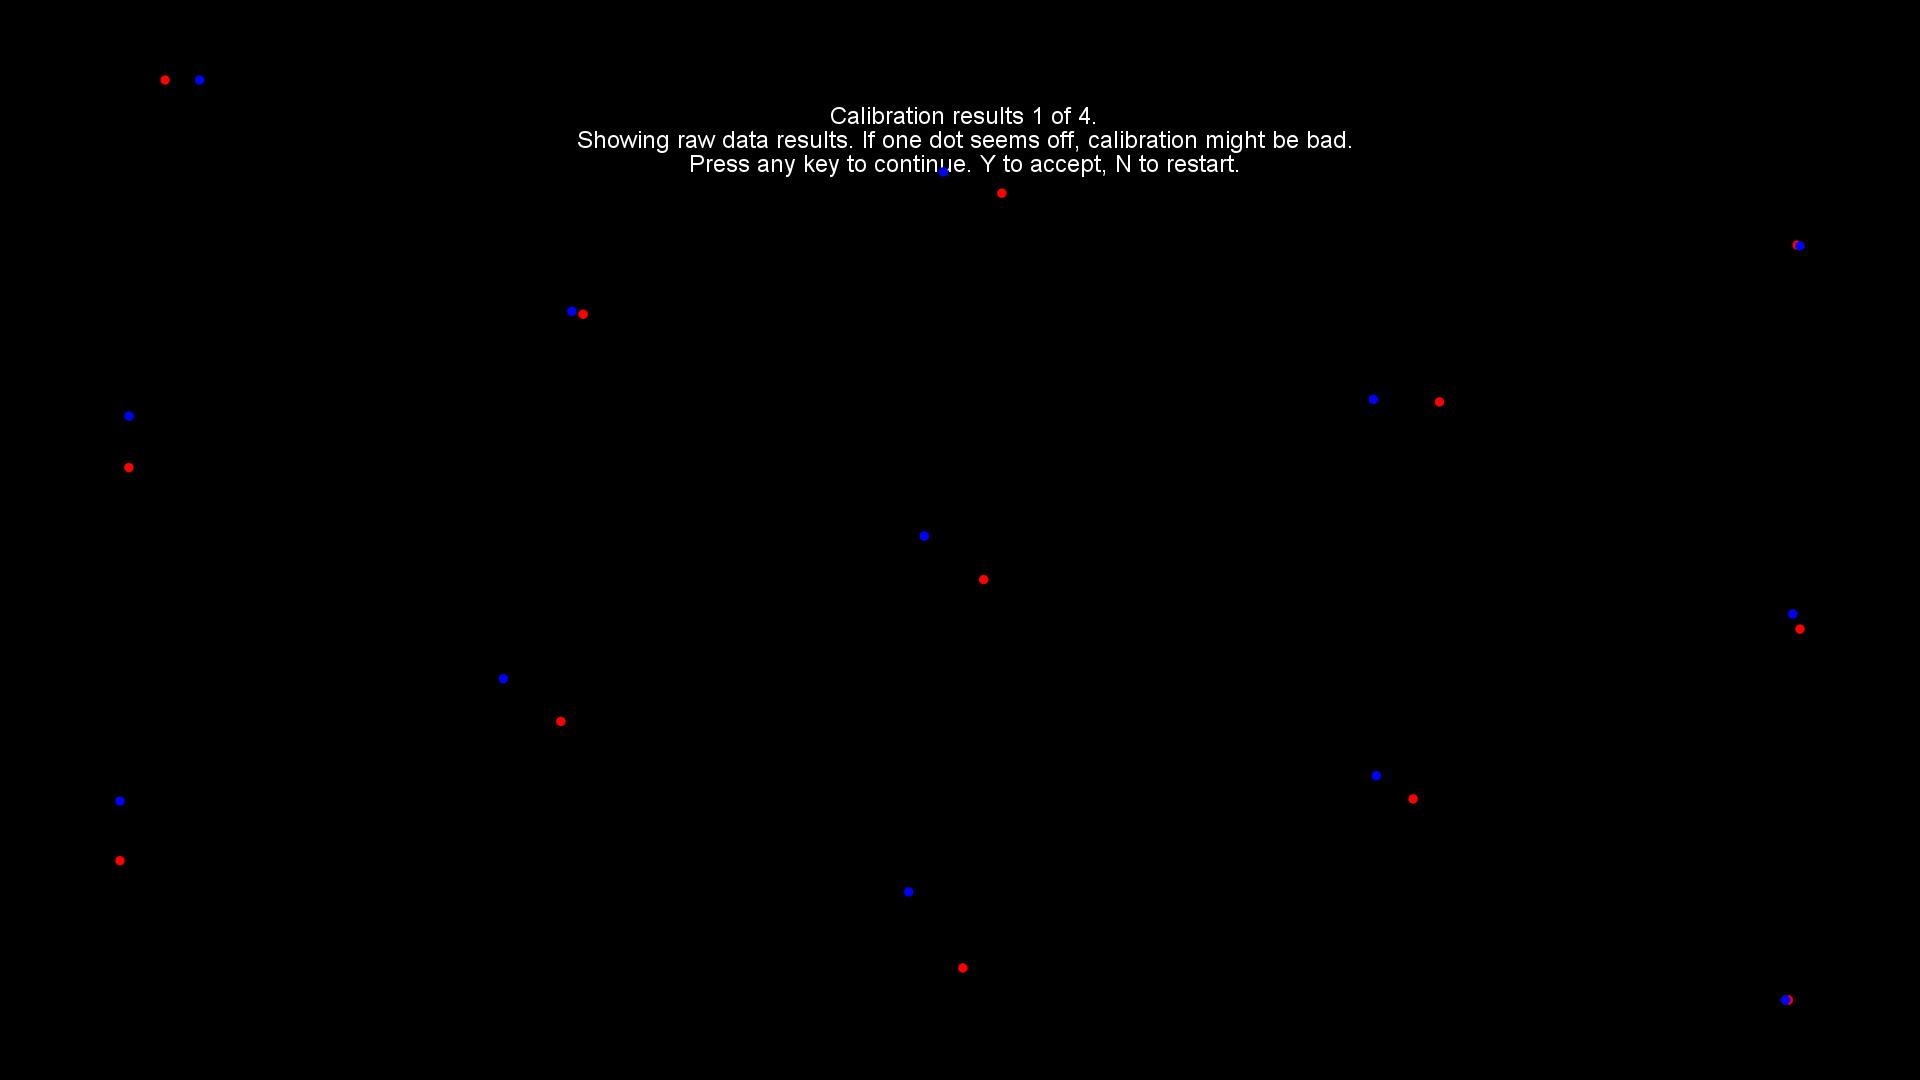 Calibration results 1 of 4.
Showing raw data results. If one dot seems off, calibration might be bad.
Press any key to continue. Y to accept, N to restart.